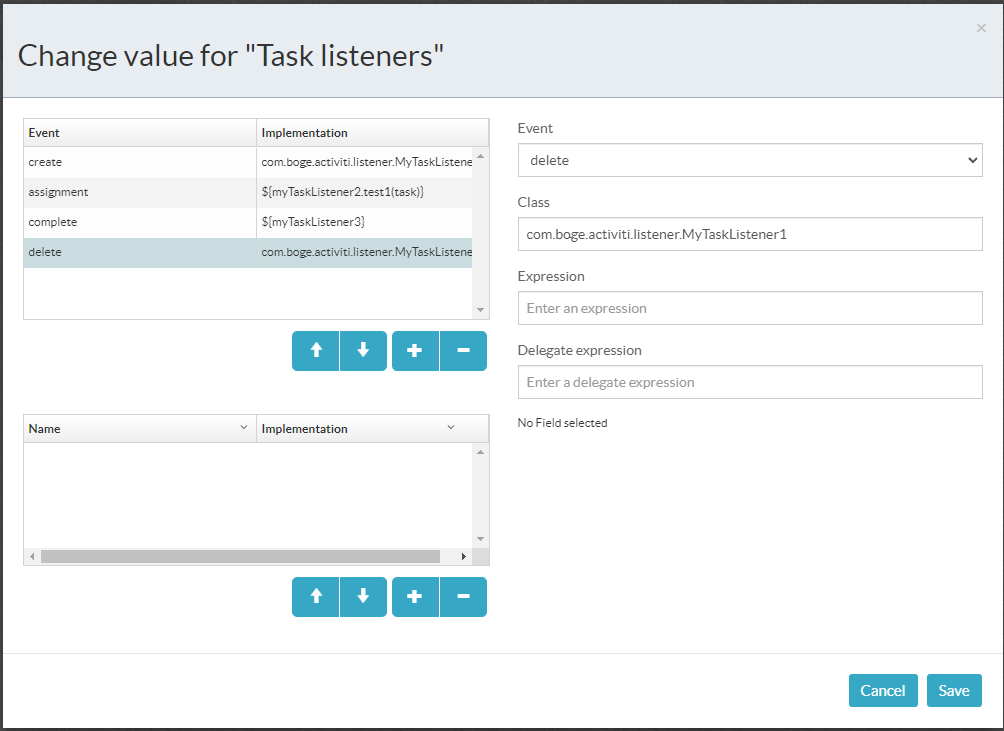 Change value for "Task listeners"
×
Event Implementation
create com.boge.activiti.listener.MyTaskListene
assignment ${myTaskListener2.test1(task)}
complete ${myTaskListener3}
delete com.boge.activiti.listener.MyTaskListene
Name Implementation
Event
delete
Class
com.boge.activiti.listener.MyTaskListener1
Expression
Enter an expression
Delegate expression
Enter a delegate expression
No Field selected
Cancel Save